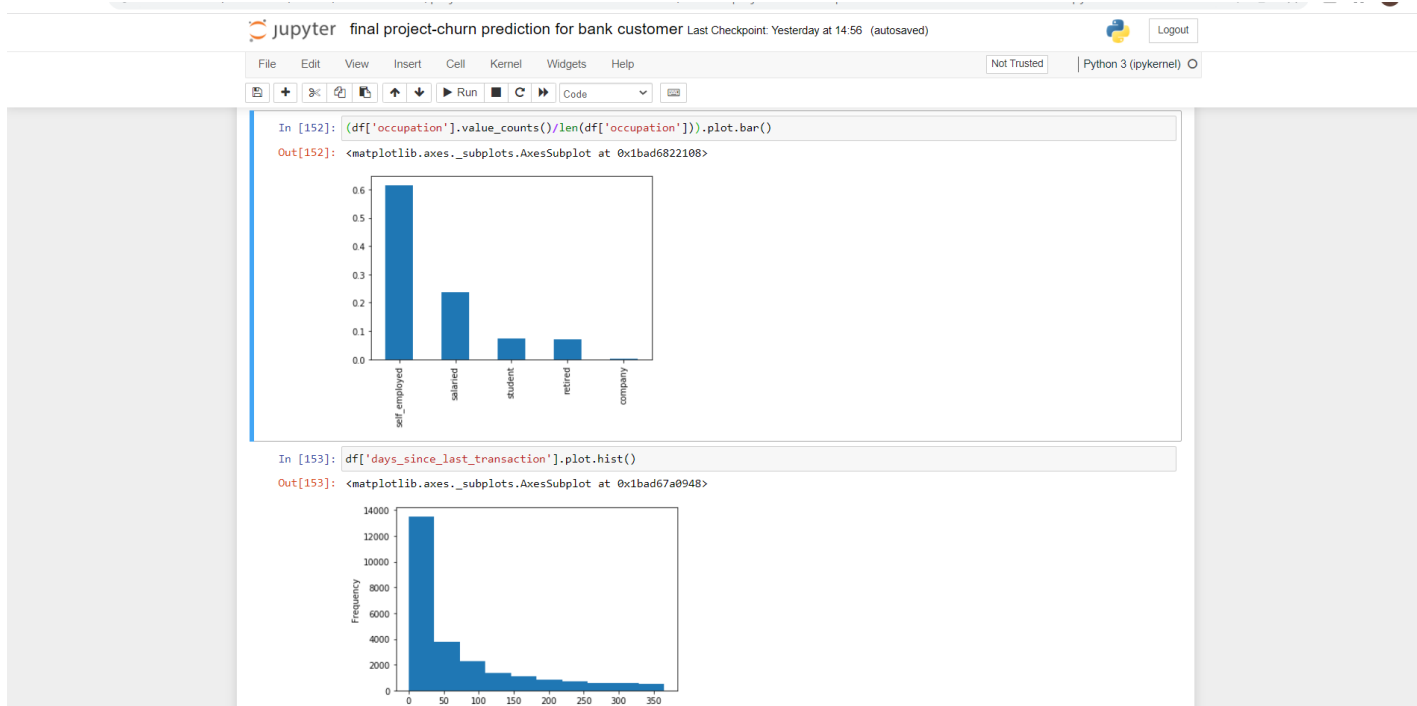 jupyter final project-churn prediction for bank customer Last Checkpoint: Yesterday at 14:56 (autosaved)
Logout
File Edit View Insert Cell Kernel Widgets Help
Not Trusted
Python 3 (ipykernel)
Run
Code
In [152]: (df['occupation'].value_counts()/len(df['occupation'])).plot.bar()
Out[152]: <matplotlib.axes._subplots.AxesSubplot at 0x1bad6822108>
0.6
0.5
0.4
0.3
0.2
0.1
0.0
self_employed
salaried
student
retired
company
In [153]: df['days_since_last_transaction'].plot.hist()
Out[153]: <matplotlib.axes._subplots.AxesSubplot at 0x1bad67a0948>
14000
12000
10000
8000
6000
4000
2000
0
Frequency
0 50 100 150 200 250 300 350